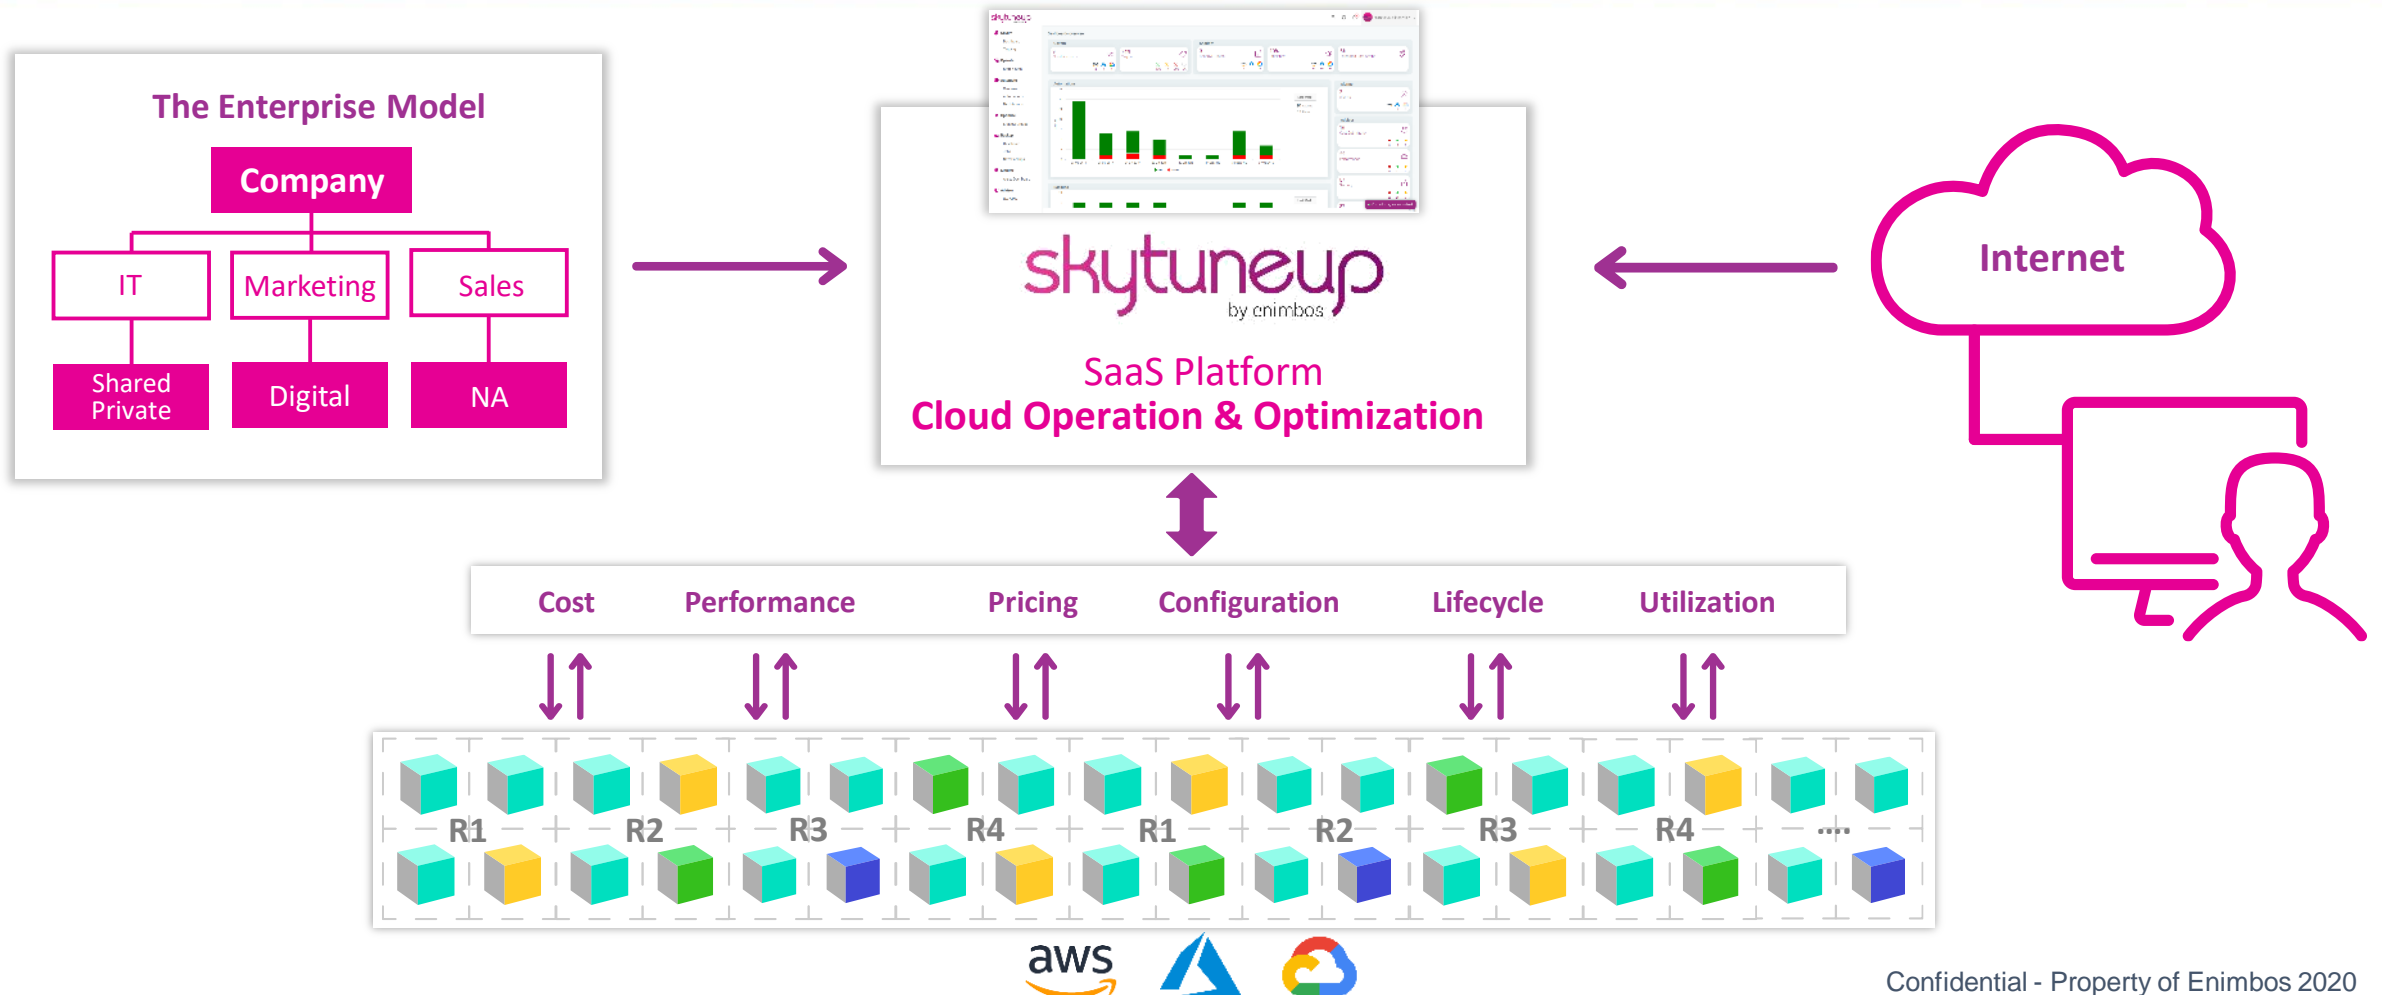 skytuneup
The Enterprise Model
Company
IT
Marketing
Sales
Shared
Private
Digital
NA
skytuneup
by enimbos
SaaS Platform
Cloud Operation & Optimization
Internet
Cost
Performance
Pricing
Configuration
Lifecycle
Utilization
R1
R2
R3
R4
R1
R2
R3
R4
....
aws
Confidential - Property of Enimbos 2020